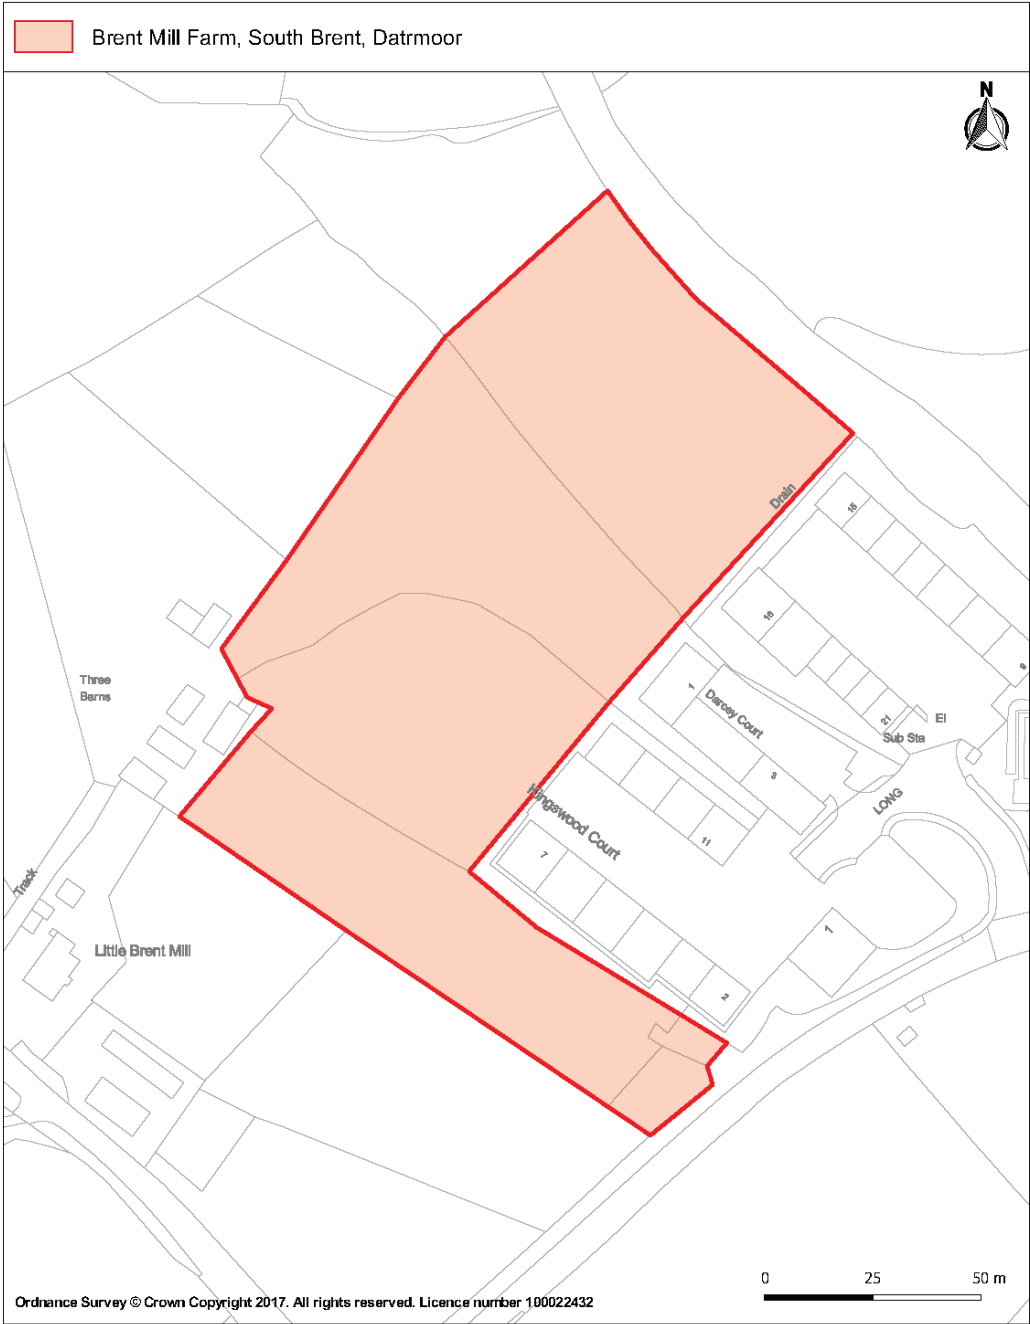 Brent Mill Farm, South Brent, Datrmoor
N
Drain
15
9
16
21
El
Sub Sta
1
Darcey Court
3
LONG
Three
Barns
11
Kingswood Court
7
2
1
Track
Little Brent Mill
0 25 50 m
Ordnance Survey © Crown Copyright 2017. All rights reserved. Licence number 100022432